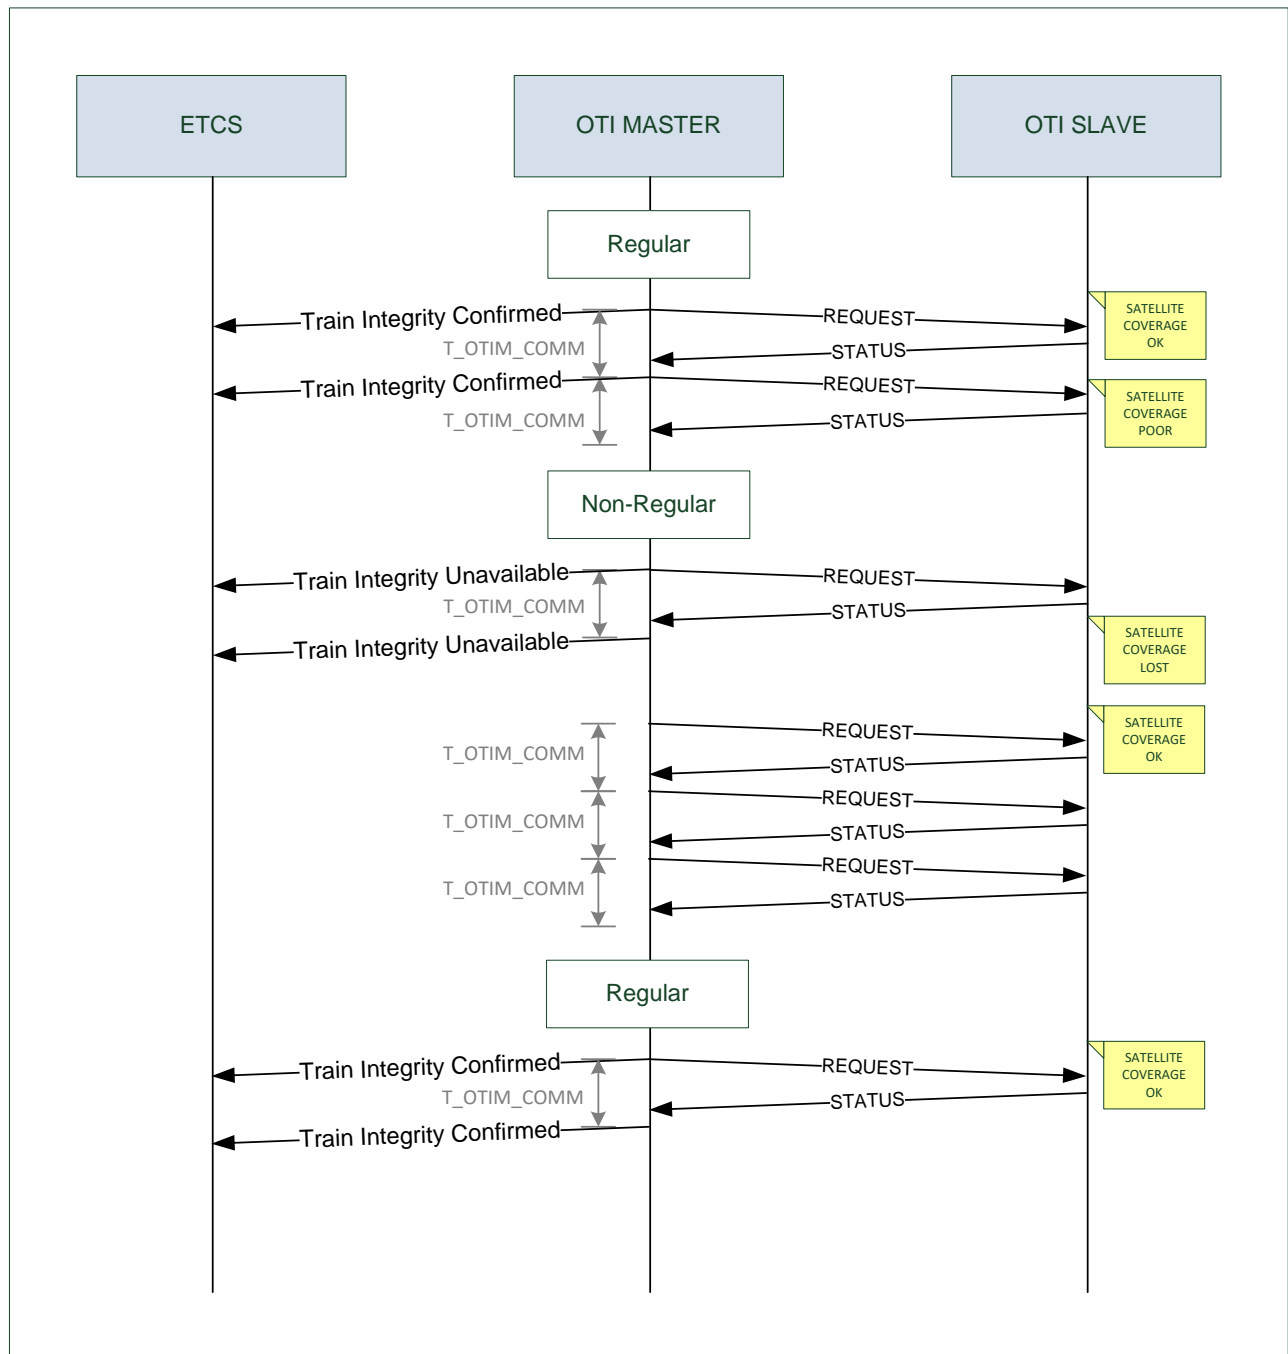 ETCS
OTI MASTER
OTI SLAVE
Regular
Train Integrity Confirmed
REQUEST
SATELLITE
COVERAGE
OK
T_OTIM_COMM
STATUS
Train Integrity Confirmed
REQUEST
SATELLITE
COVERAGE
POOR
T_OTIM_COMM
STATUS
Non-Regular
Train Integrity Unavailable
REQUEST
T_OTIM_COMM
STATUS
Train Integrity Unavailable
SATELLITE
COVERAGE
LOST
REQUEST
SATELLITE
COVERAGE
OK
T_OTIM_COMM
STATUS
REQUEST
T_OTIM_COMM
STATUS
REQUEST
T_OTIM_COMM
STATUS
Regular
Train Integrity Confirmed
REQUEST
SATELLITE
COVERAGE
OK
T_OTIM_COMM
STATUS
Train Integrity Confirmed